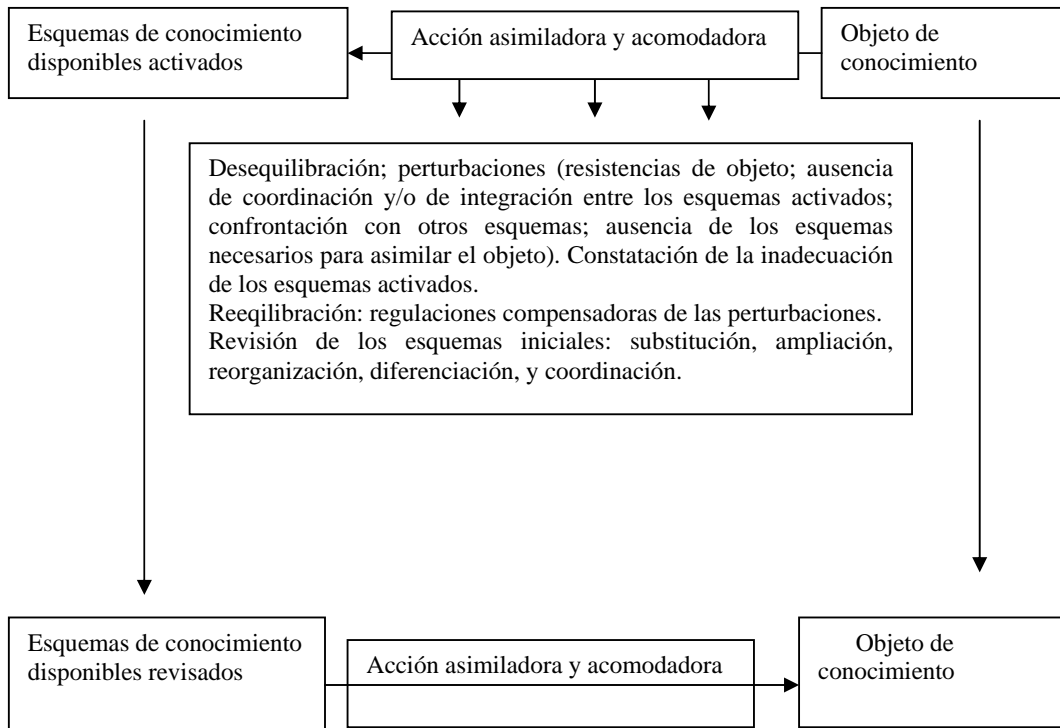 Esquemas de conocimiento
disponibles activados
Acción asimiladora y acomodadora
Objeto de
conocimiento
Desequilibración; perturbaciones (resistencias de objeto; ausencia
de coordinación y/o de integración entre los esquemas activados;
confrontación con otros esquemas; ausencia de los esquemas
necesarios para asimilar el objeto). Constatación de la inadecuación
de los esquemas activados.
Reeqilibración: regulaciones compensadoras de las perturbaciones.
Revisión de los esquemas iniciales: substitución, ampliación,
reorganización, diferenciación, y coordinación.
Esquemas de conocimiento
disponibles revisados
Acción asimiladora y acomodadora
Objeto de
conocimiento